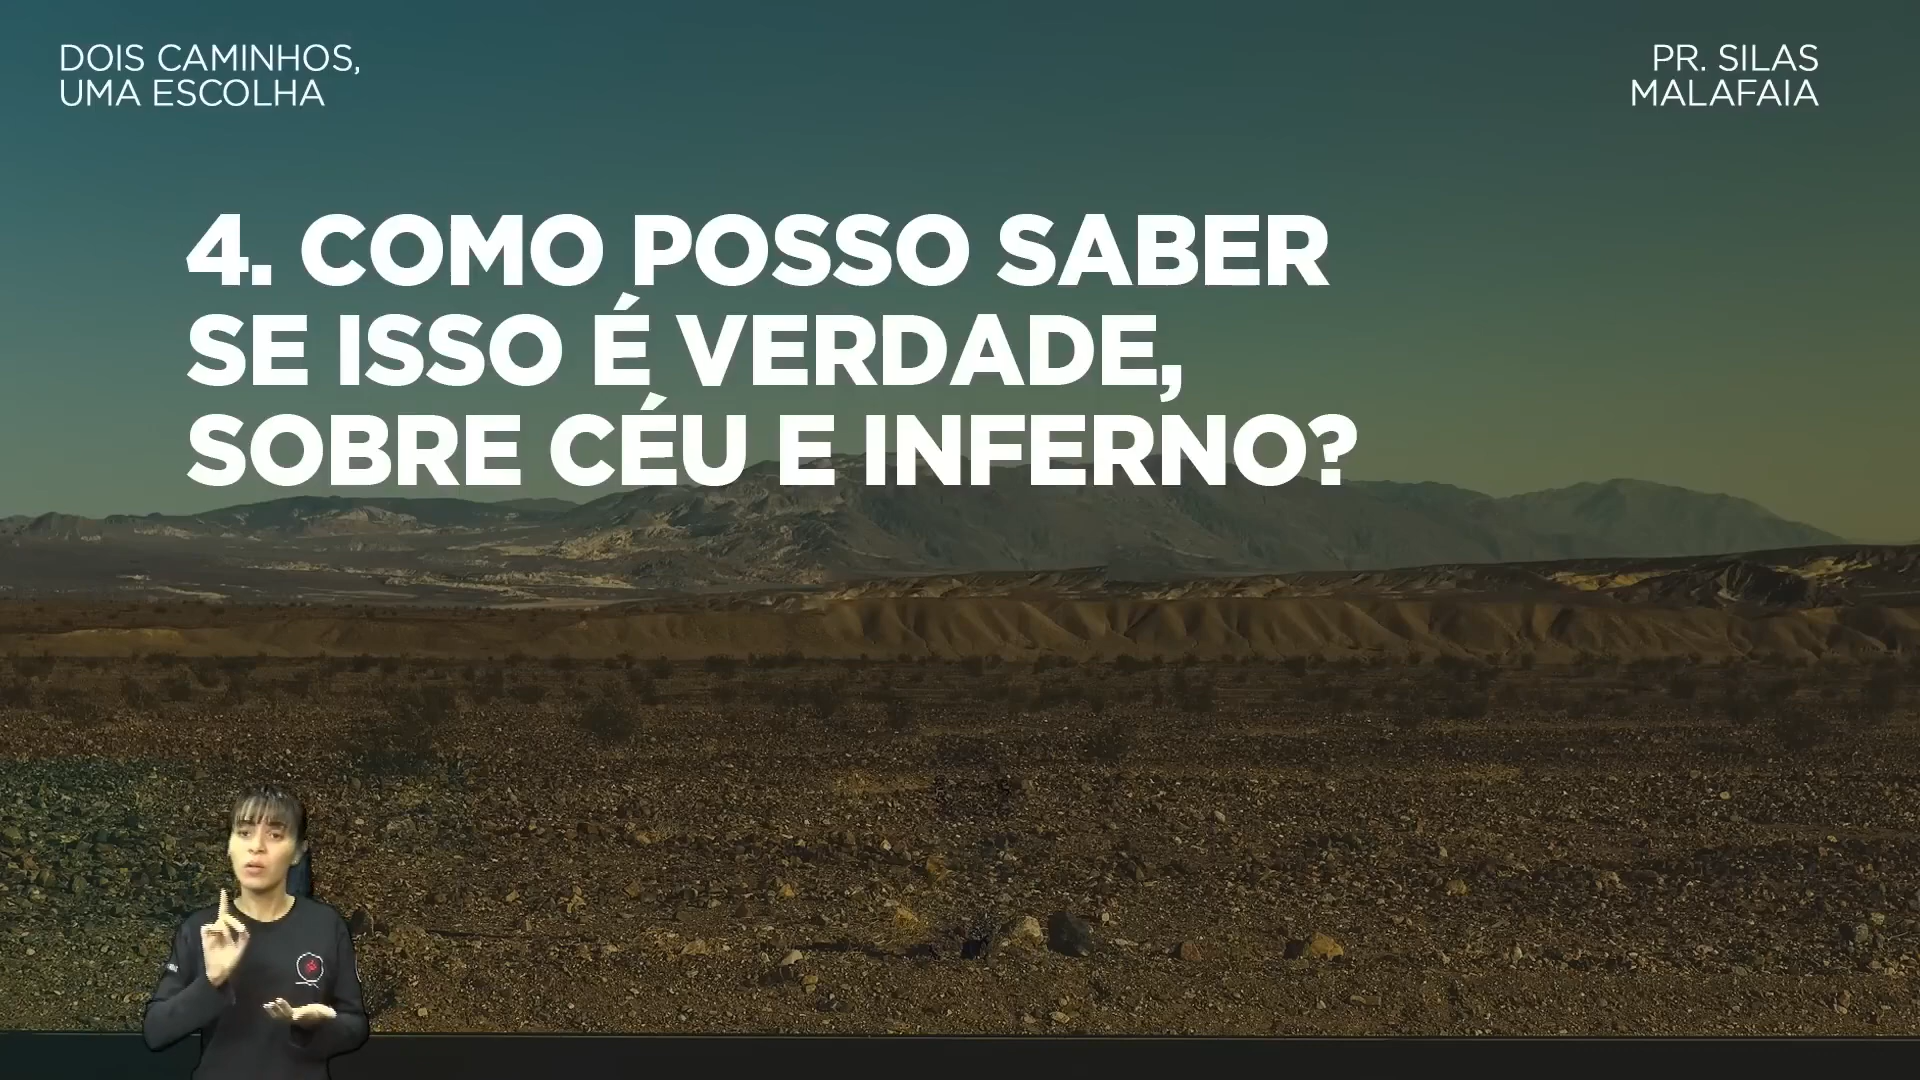 DOIS CAMINHOS,
UMA ESCOLHA
PR. SILAS
MALAFAIA
4. COMO POSSO SABER
SE ISSO É VERDADE,
SOBRE CÉU E INFERNO?